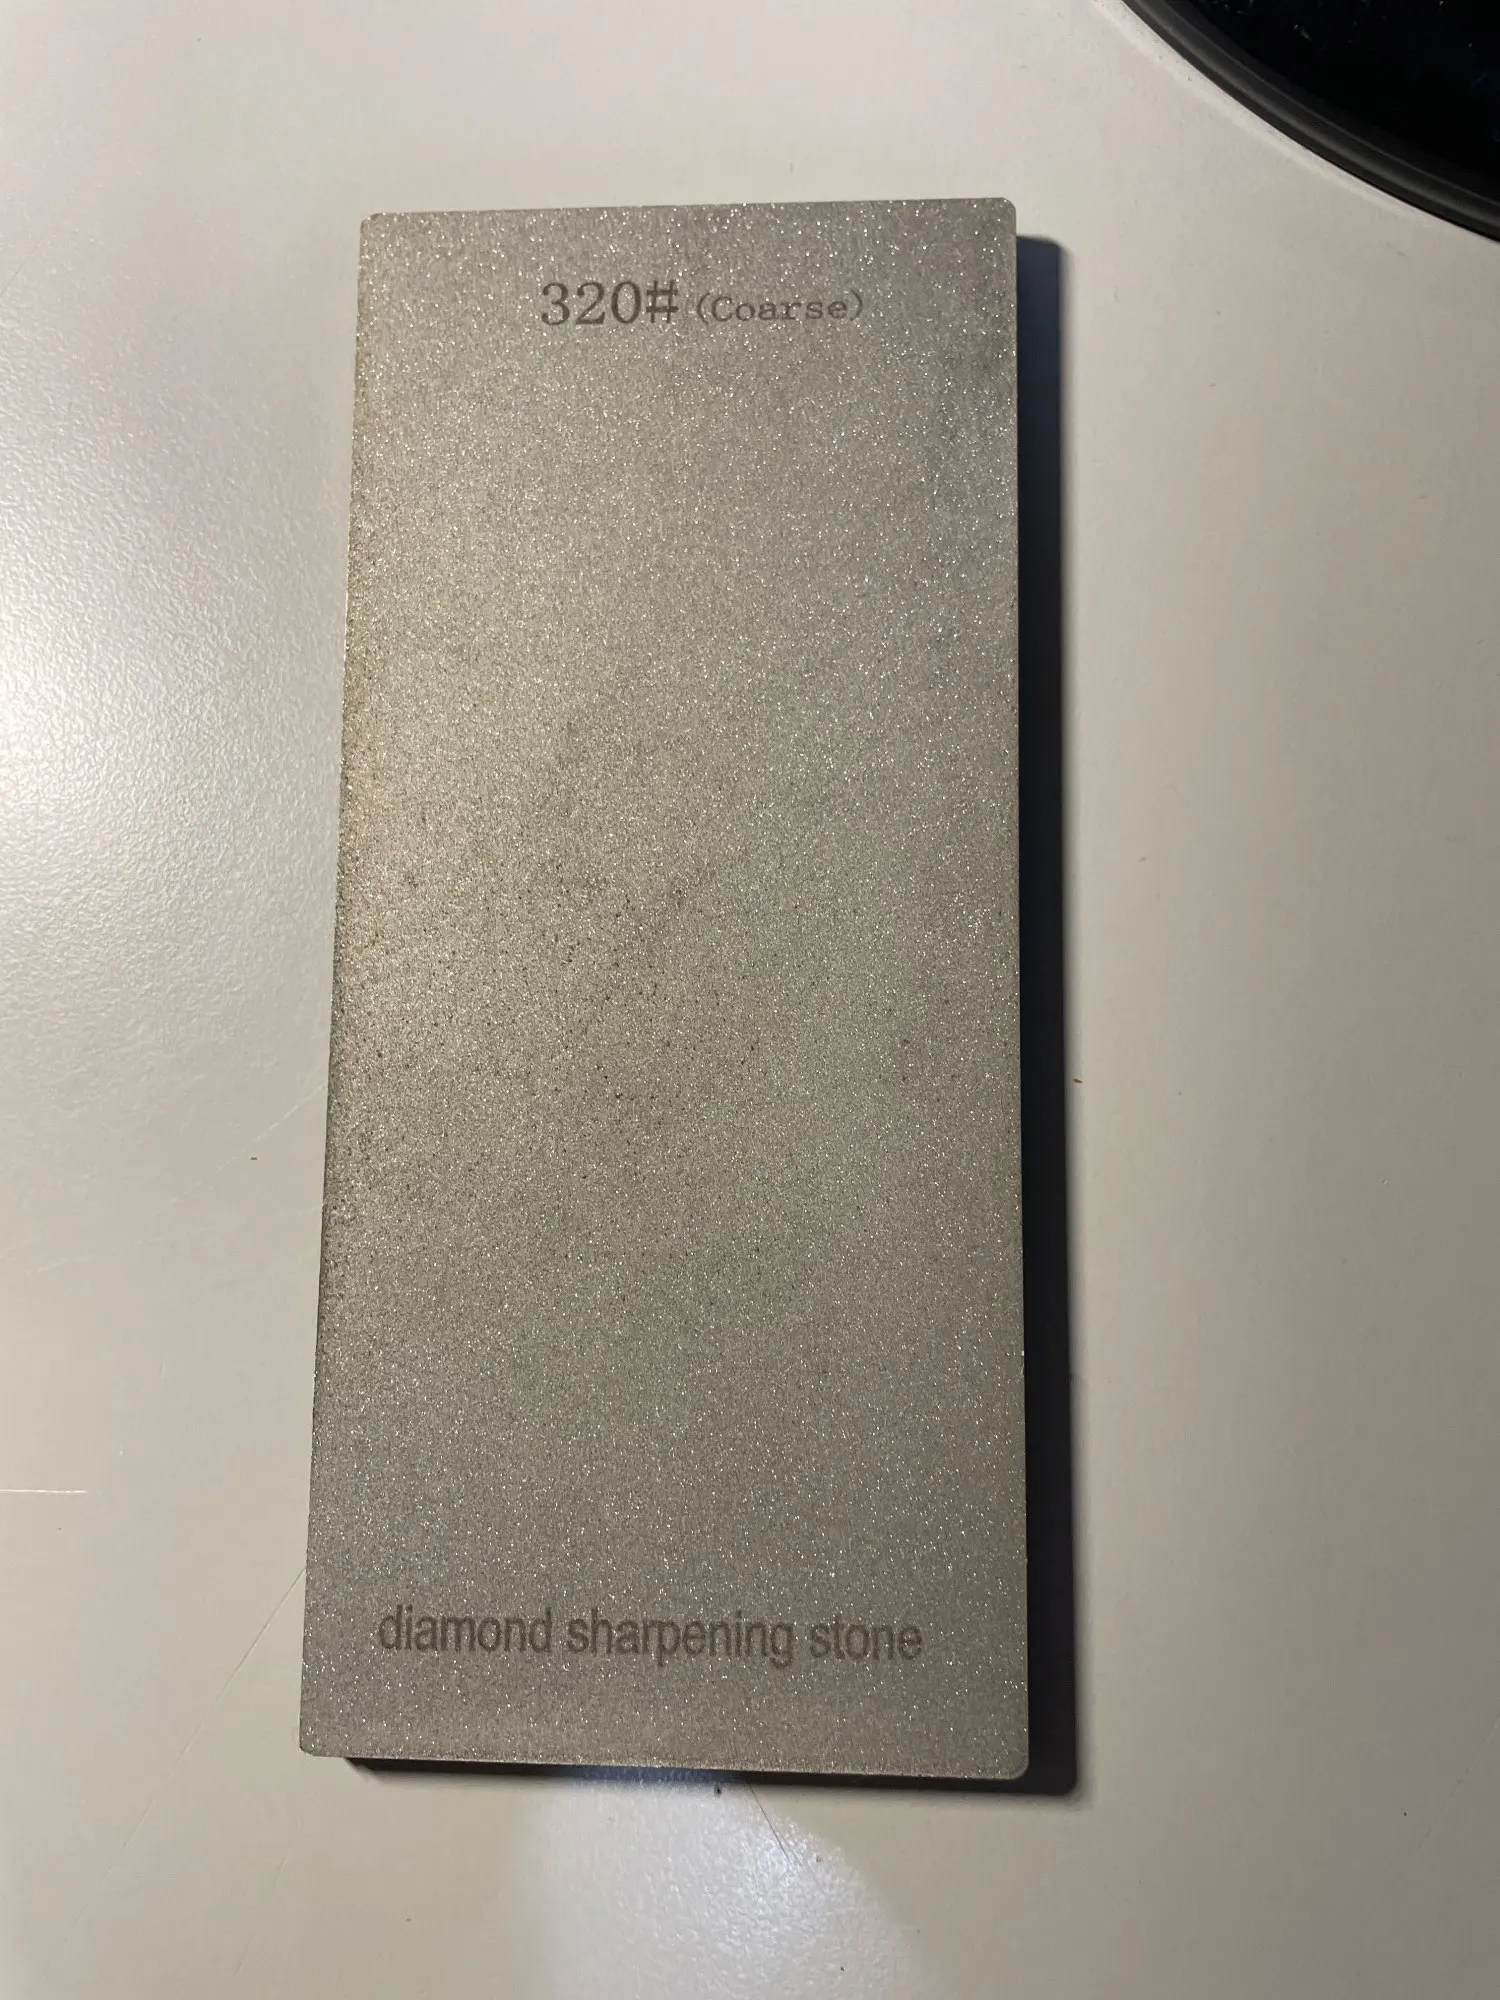 320# (Coarse)
diamond sharpening stone